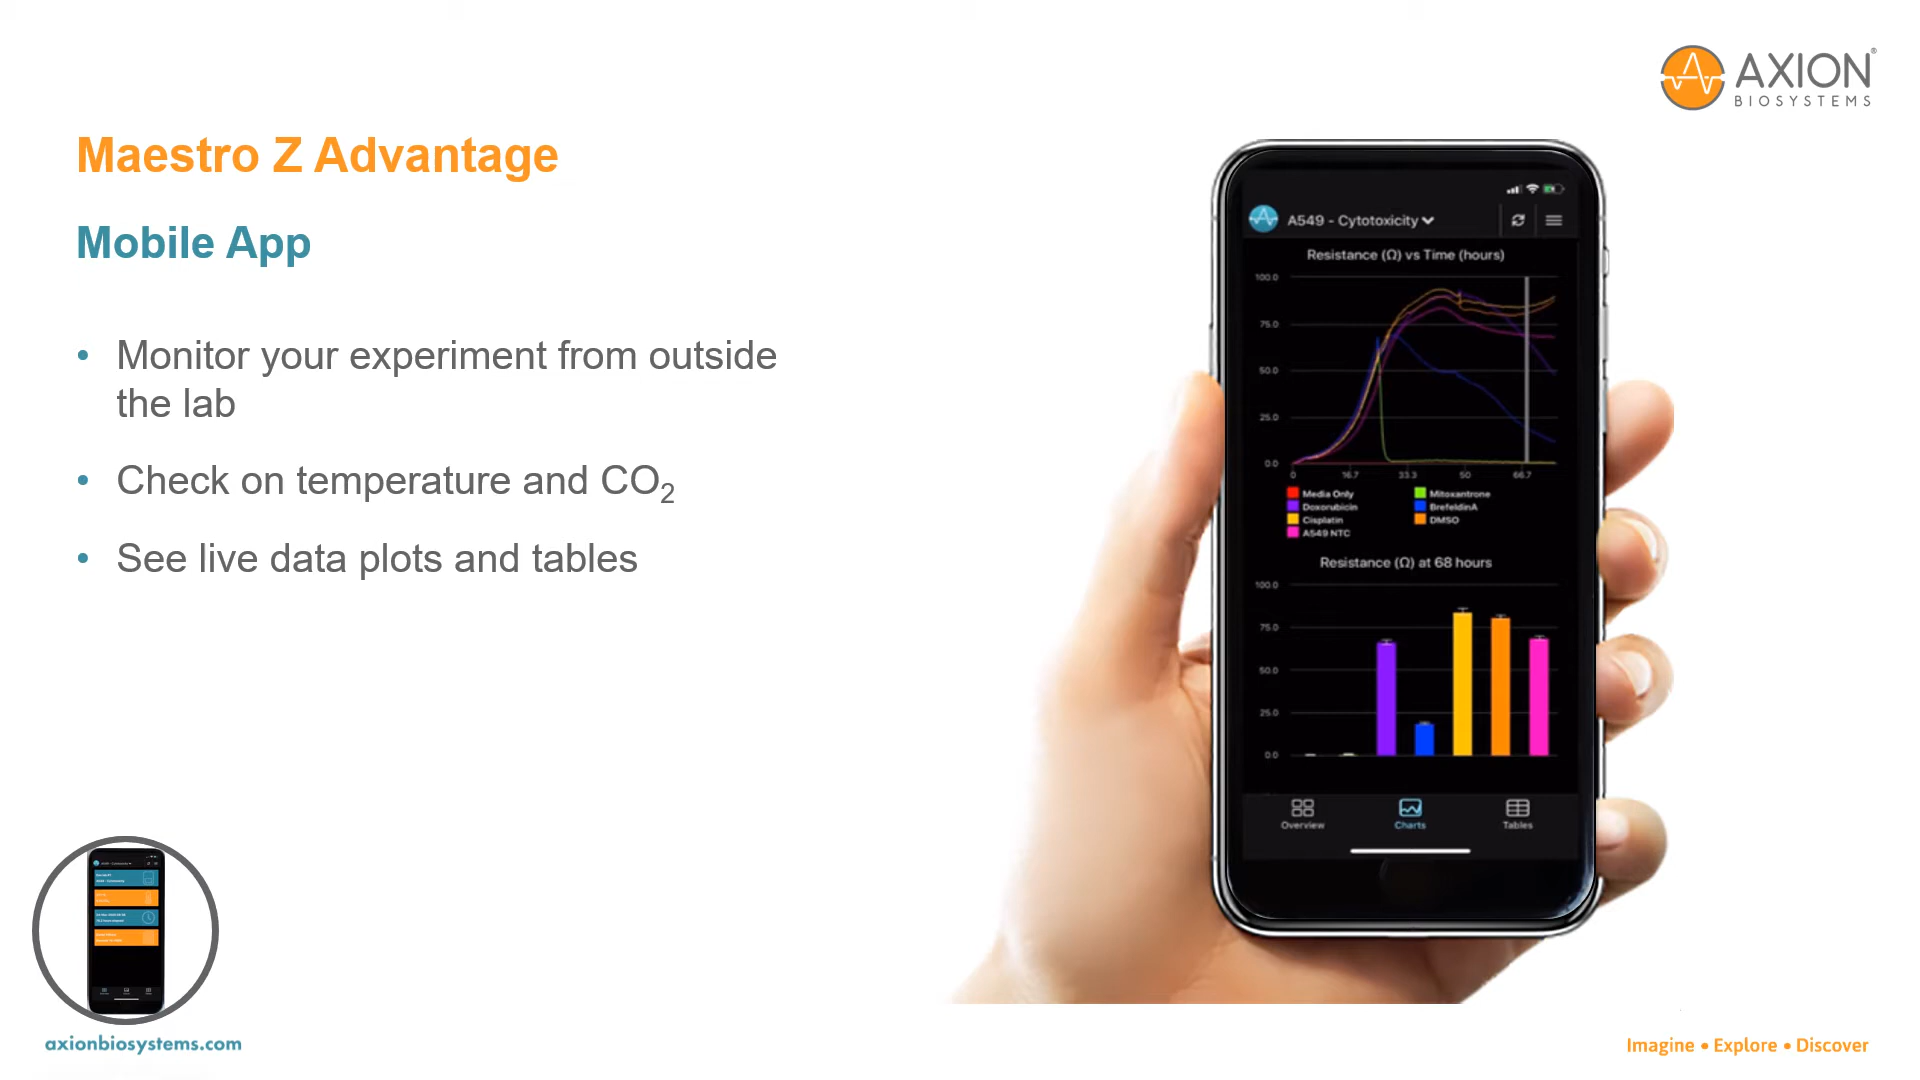 AXION®
BIOSYSTEMS
Maestro Z Advantage
Mobile App
• Monitor your experiment from outside
the lab
• Check on temperature and CO₂
• See live data plots and tables
A549 - Cytotoxicity
Resistance (Ω) vs Time (hours)
100.0
75.0
50.0
25.0
0.0
0 16.7 33.3 50 66.7
Media Only Mitoxantrone
Doxorubicin BrefeldinA
Cisplatin DMSO
A549 NTC
Resistance (Ω) at 68 hours
100.0
75.0
50.0
25.0
0.0
Overview Charts Tables
axionbiosystems.com
Imagine • Explore • Discover